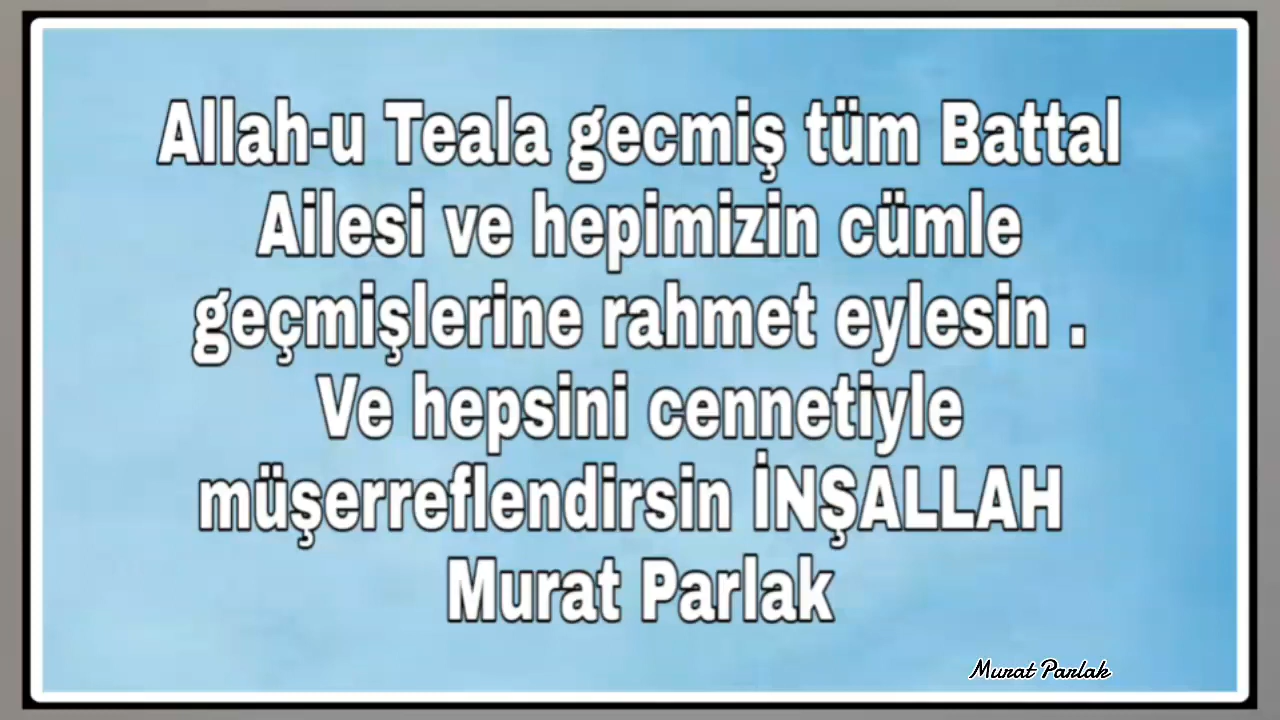 Allah-u Teala gecmiş tüm Battal
Ailesi ve hepimizin cümle
geçmişlerine rahmet eylesin .
Ve hepsini cennetiyle
müşerreflendirsin İNŞALLAH
Murat Parlak
Murat Parlak